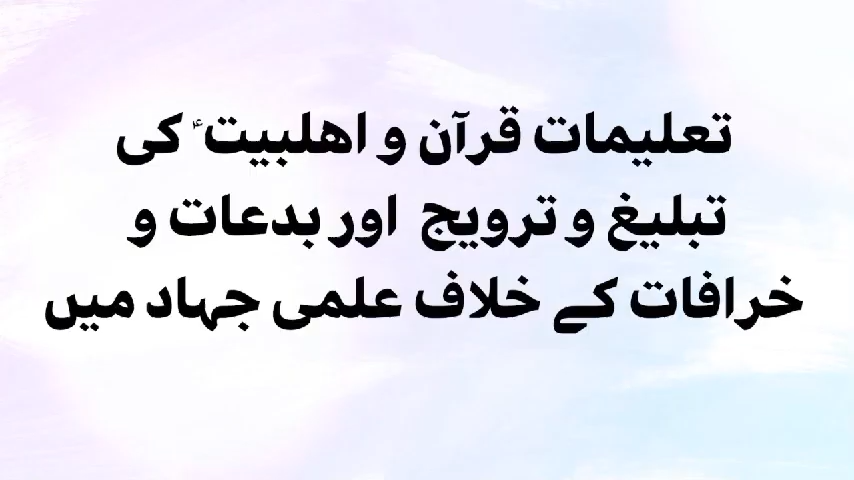 تعلیمات قرآن و اهلبیت ؑ کی
تبلیغ و ترویج اور بدعات و
خرافات کے خلاف علمی جہاد میں